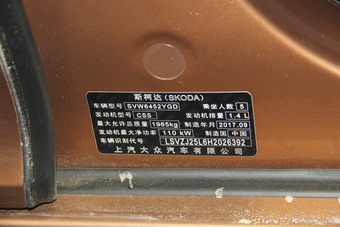 斯柯达(SKODA)
车辆型号 SVW6452YGD 乘坐人数 5
发动机型号 CSS 发动机排量 1.4 L
最大允许总质量 1965kg 制造年月 2017.09
发动机最大净功率 110 kW 制造国 中国
车辆识别代号 LSVZJ25L6H2026392
上汽大众汽车有限公司